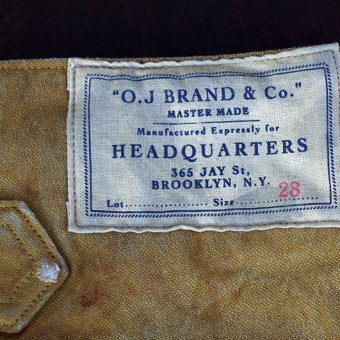 "O.J BRAND & Co."
MASTER MADE
Manufactured Expressly for
HEADQUARTERS
365 JAY St,
BROOKLYN, N.Y.
Lot.......... Size.......... 28